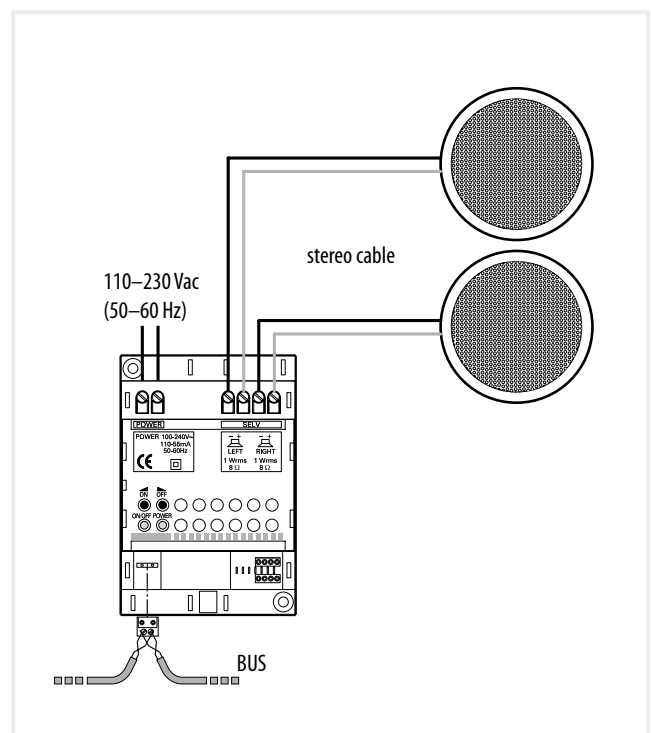 stereo cable
110–230 Vac
(50–60 Hz)
POWER
SELV
POWER 100-240V~
110-55mA
50-60Hz
CE
- +
- +
LEFT
RIGHT
1 Wrms
1 Wrms
8 Ω
8 Ω
ON
OFF
ON/OFF
POWER
BUS